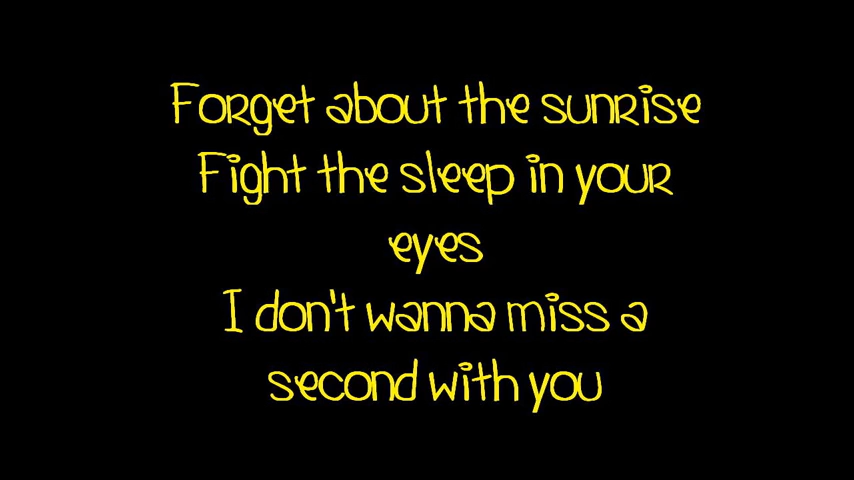 Forget about the sunrise
Fight the sleep in your
eyes
I don't wanna miss a
second with you